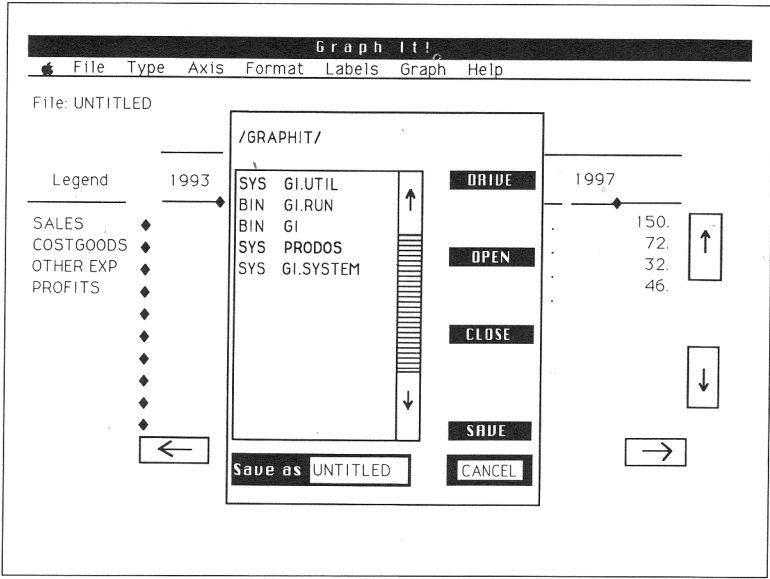 Graph It!
File Type Axis Format Labels Graph Help
File: UNTITLED
/GRAPHIT/
Legend 1993 1997
SYS GI.UTIL
BIN GI.RUN
BIN GI
SYS PRODOS
SYS GI.SYSTEM
DRIVE
OPEN
CLOSE
SAVE
CANCEL
Save as UNTITLED
SALES 150.
COSTGOODS 72.
OTHER EXP 32.
PROFITS 46.